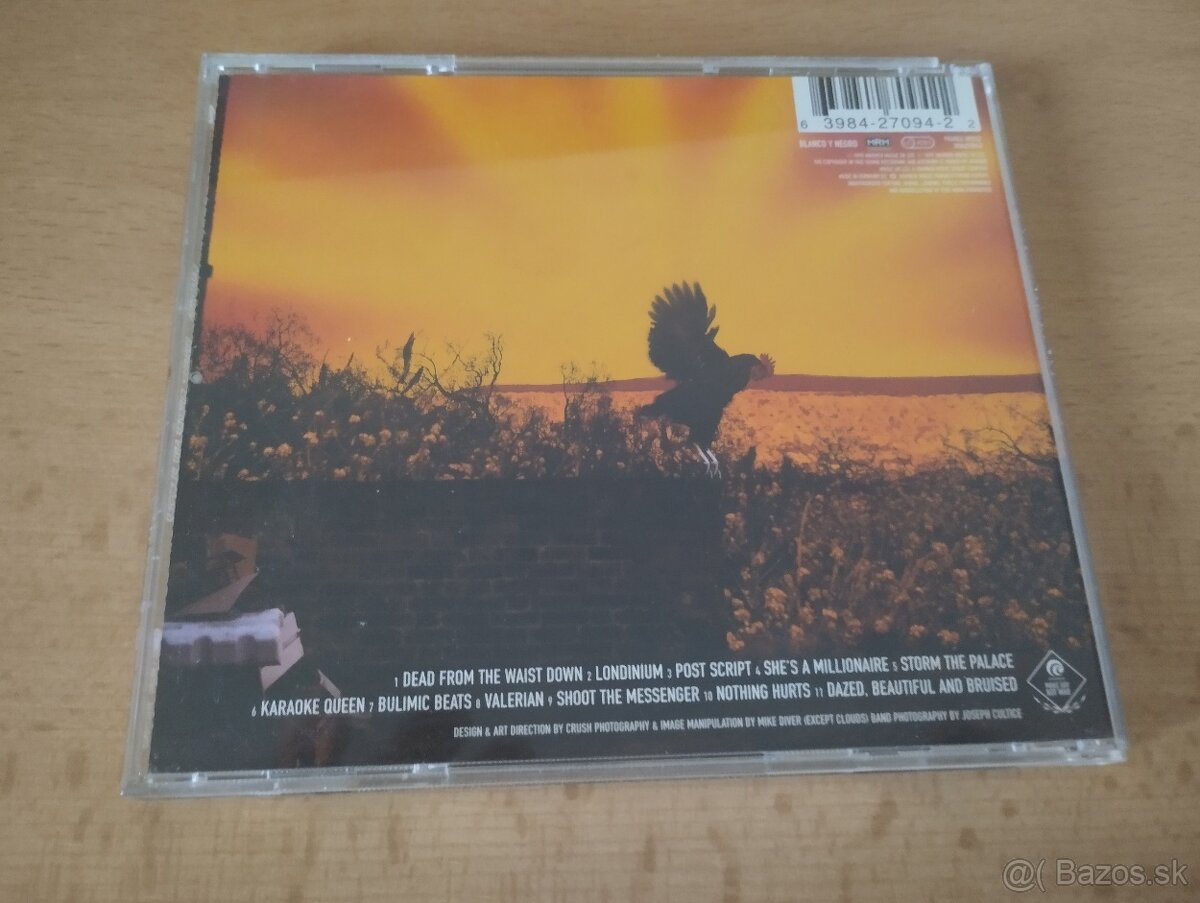 6 3984-27094-2 2
BLANCO Y NEGRO MRM
1 DEAD FROM THE WAIST DOWN 2 LONDINIUM 3 POST SCRIPT 4 SHE'S A MILLIONAIRE 5 STORM THE PALACE
6 KARAOKE QUEEN 7 BULIMIC BEATS 8 VALERIAN 9 SHOOT THE MESSENGER 10 NOTHING HURTS 11 DAZED, BEAUTIFUL AND BRUISED
DESIGN & ART DIRECTION BY CRUSH PHOTOGRAPHY & IMAGE MANIPULATION BY MIKE DIVER (EXCEPT CLOUDS) BAND PHOTOGRAPHY BY JOSEPH CULTICE
@( Bazos.sk